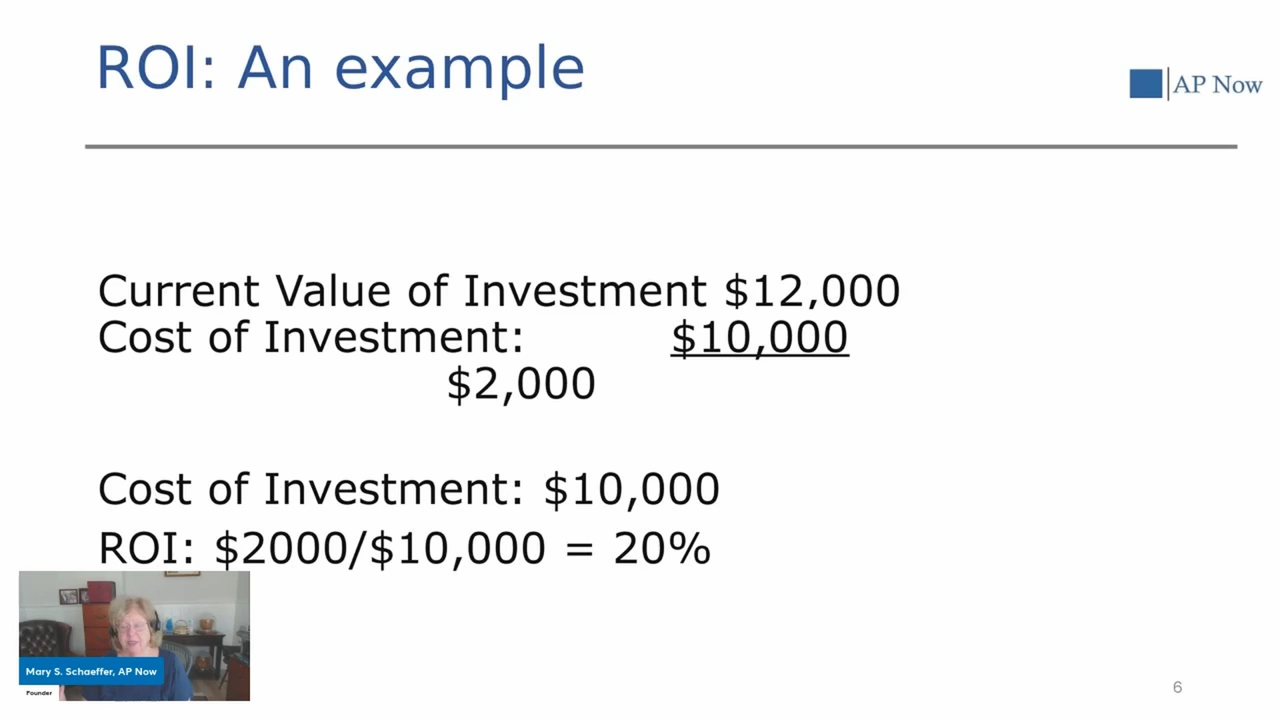 ROI: An example
AP Now
Current Value of Investment $12,000
Cost of Investment: $10,000
$2,000
Cost of Investment: $10,000
ROI: $2000/$10,000 = 20%
Mary S. Schaeffer, AP Now
Founder
6